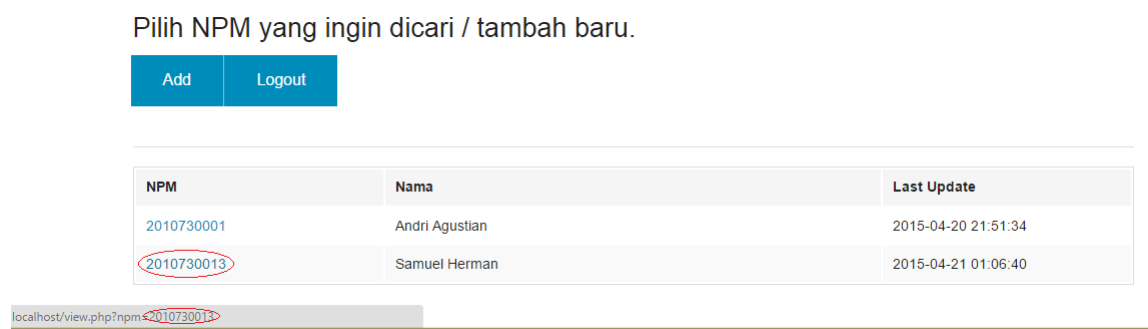 Pilih NPM yang ingin dicari / tambah baru.
Add Logout
NPM Nama Last Update
2010730001 Andri Agustian 2015-04-20 21:51:34
2010730013 Samuel Herman 2015-04-21 01:06:40
localhost/view.php?npm=2010730013